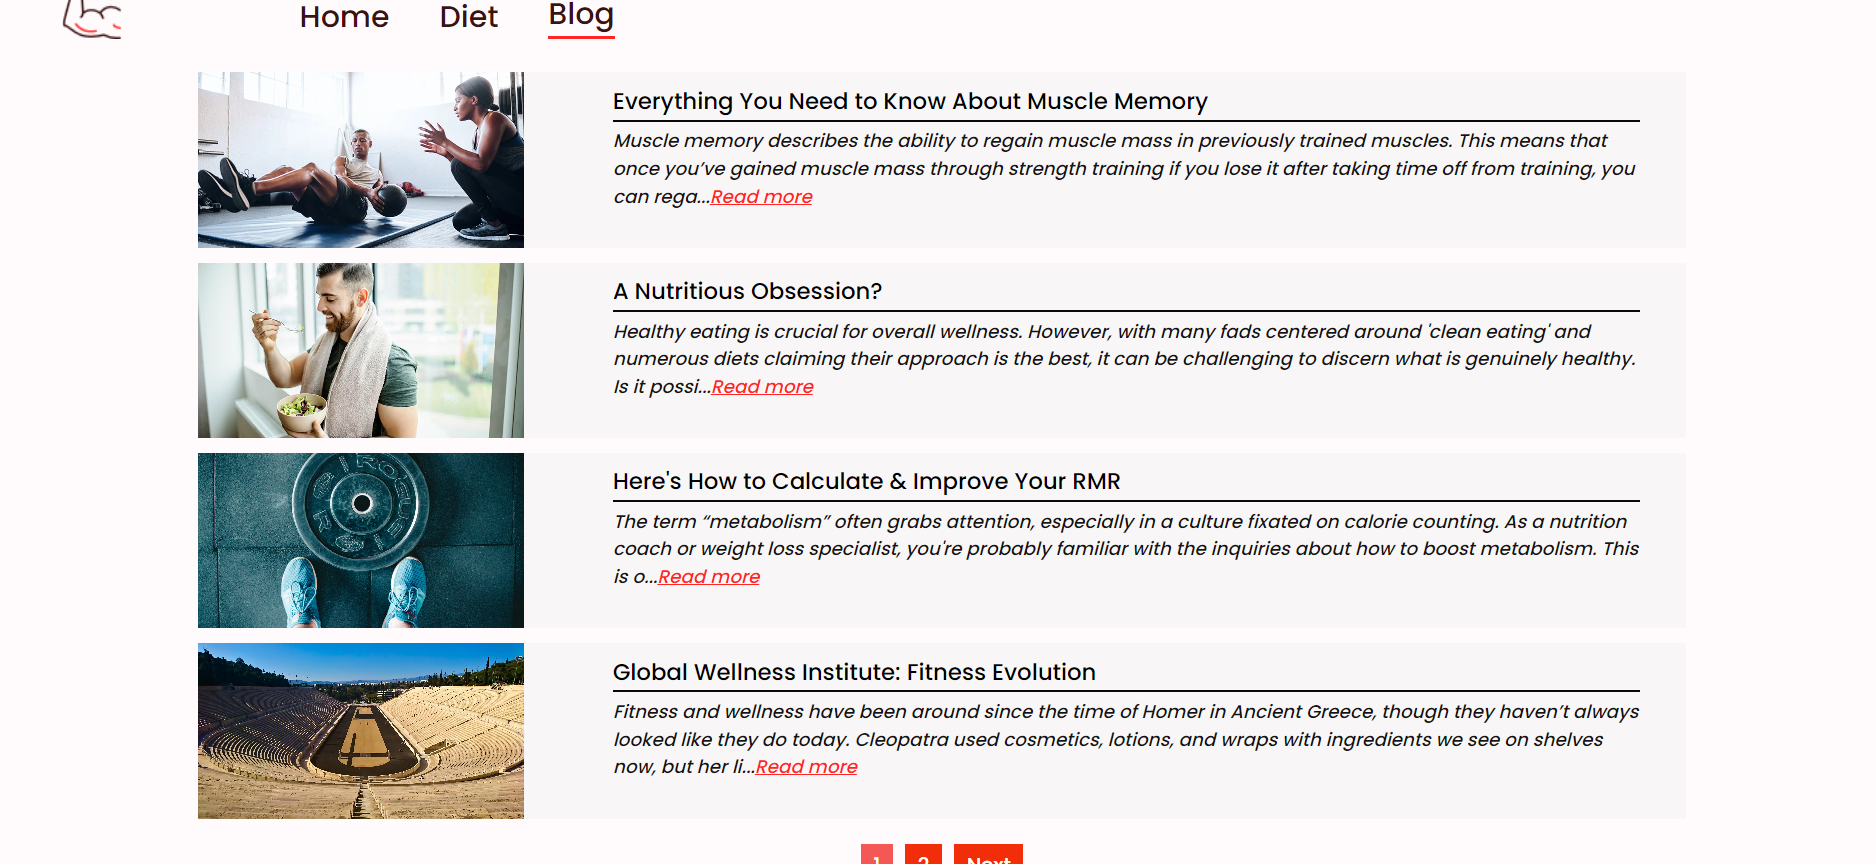 Home Diet Blog
Everything You Need to Know About Muscle Memory
Muscle memory describes the ability to regain muscle mass in previously trained muscles. This means that
once you’ve gained muscle mass through strength training if you lose it after taking time off from training, you
can rega...Read more
A Nutritious Obsession?
Healthy eating is crucial for overall wellness. However, with many fads centered around 'clean eating' and
numerous diets claiming their approach is the best, it can be challenging to discern what is genuinely healthy.
Is it possi...Read more
Here's How to Calculate & Improve Your RMR
The term “metabolism” often grabs attention, especially in a culture fixated on calorie counting. As a nutrition
coach or weight loss specialist, you're probably familiar with the inquiries about how to boost metabolism. This
is o...Read more
Global Wellness Institute: Fitness Evolution
Fitness and wellness have been around since the time of Homer in Ancient Greece, though they haven’t always
looked like they do today. Cleopatra used cosmetics, lotions, and wraps with ingredients we see on shelves
now, but her li...Read more
1 2 Next